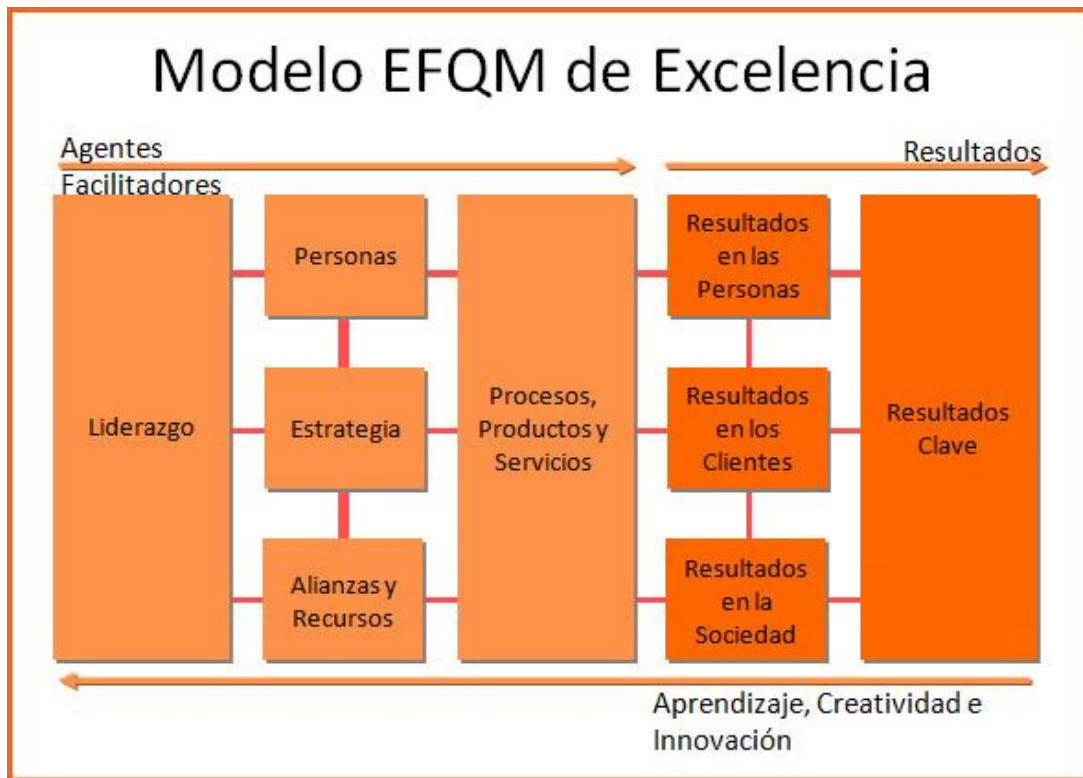 Modelo EFQM de Excelencia
Agentes
Facilitadores
Resultados
Liderazgo
Personas
Estrategia
Alianzas y
Recursos
Procesos,
Productos y
Servicios
Resultados
en las
Personas
Resultados
en los
Clientes
Resultados
en la
Sociedad
Resultados
Clave
Aprendizaje, Creatividad e
Innovación